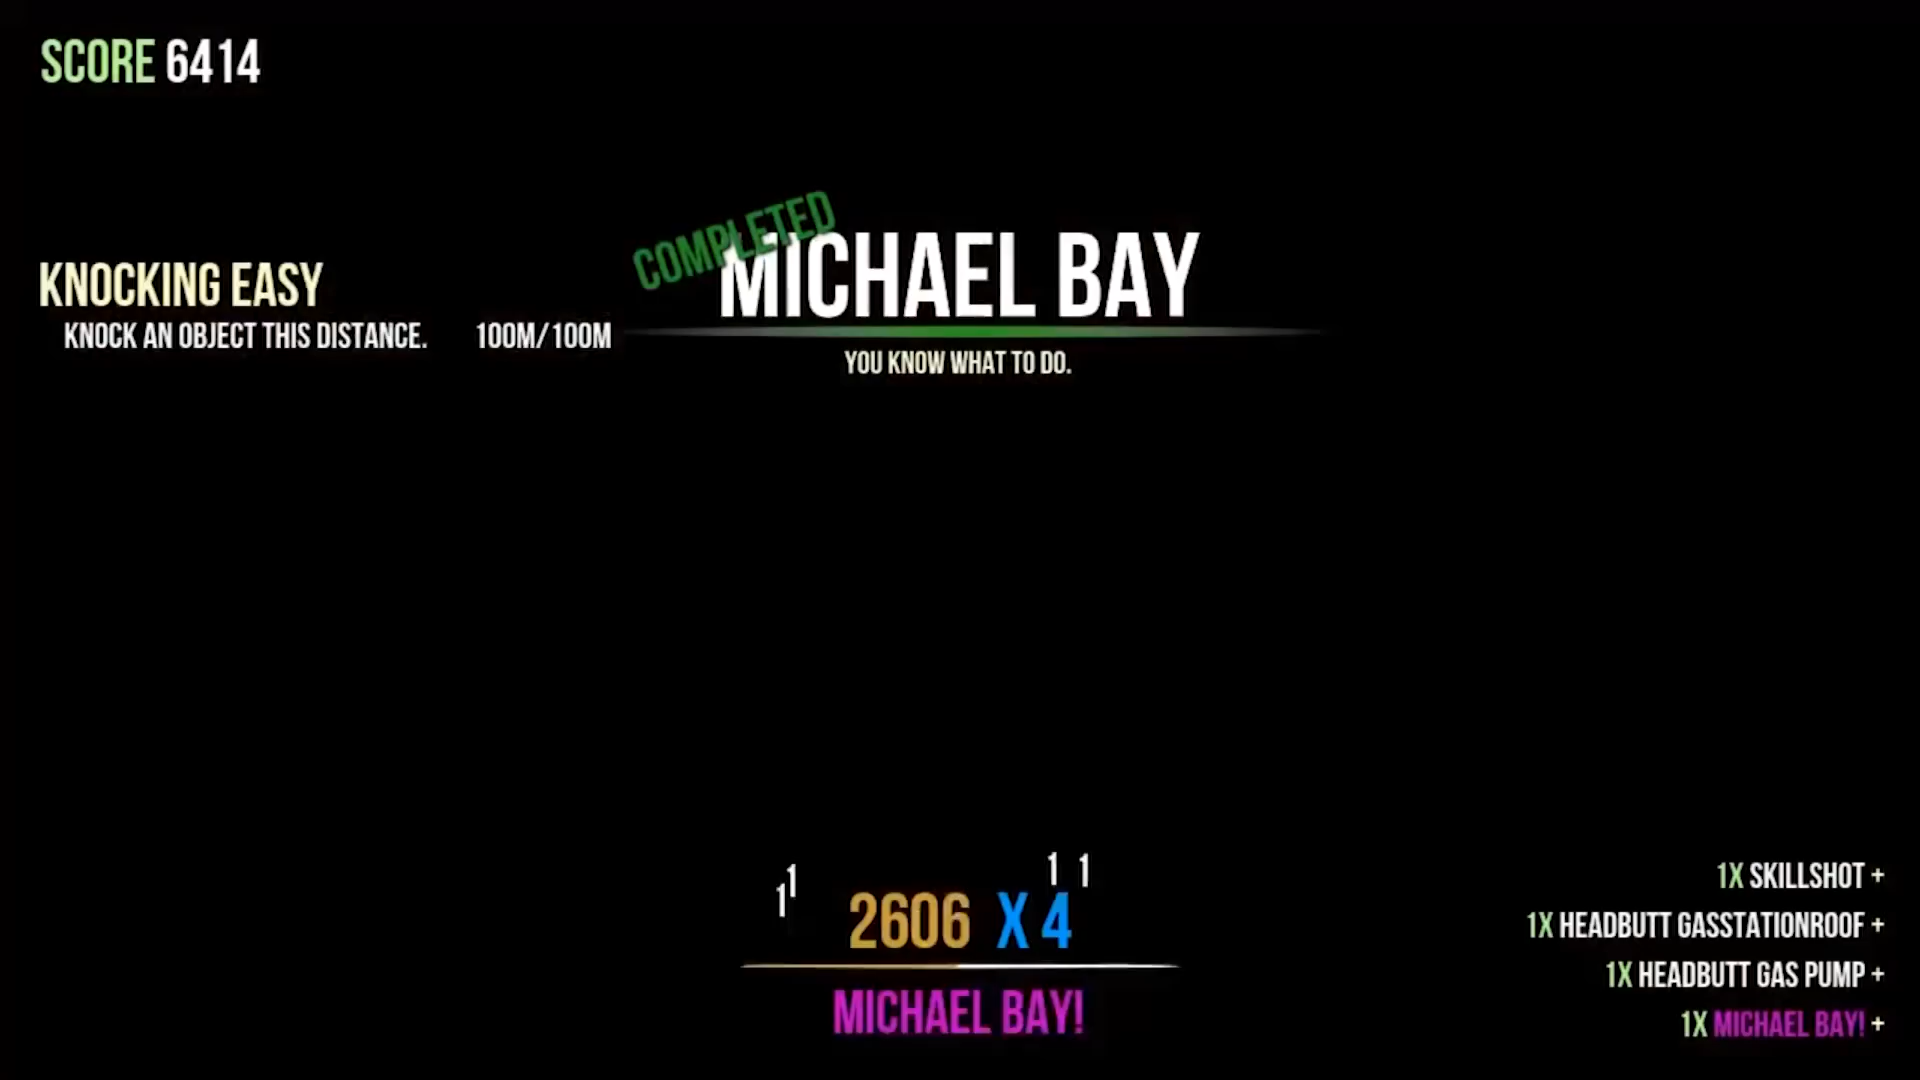 SCORE 6414
COMPLETED
MICHAEL BAY
YOU KNOW WHAT TO DO.
KNOCKING EASY
KNOCK AN OBJECT THIS DISTANCE. 100M/100M
1 1 1 1
2606 X 4
MICHAEL BAY!
1X SKILLSHOT +
1X HEADBUTT GASSTATIONROOF +
1X HEADBUTT GAS PUMP +
1X MICHAEL BAY! +